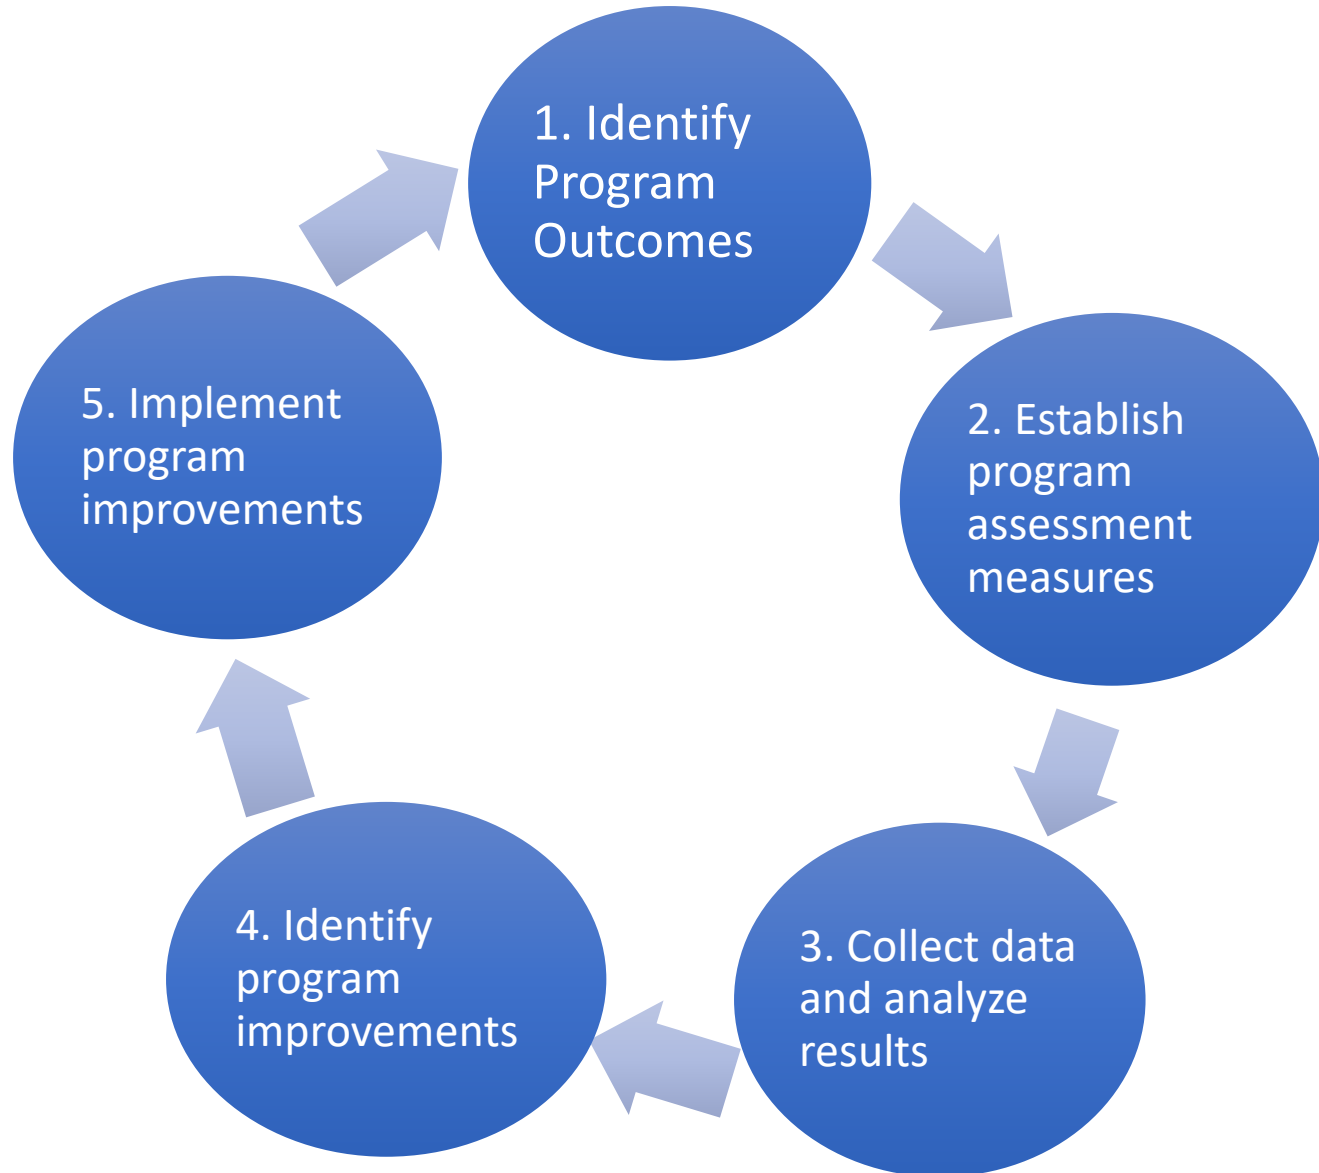 1. Identify
Program
Outcomes
2. Establish
program
assessment
measures
3. Collect data
and analyze
results
4. Identify
program
improvements
5. Implement
program
improvements